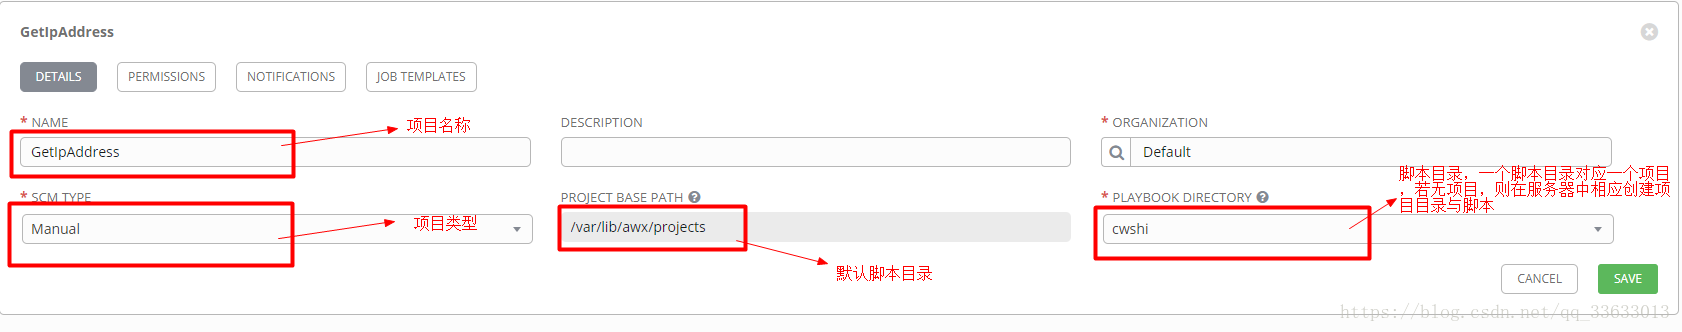 GetIpAddress
DETAILS
PERMISSIONS
NOTIFICATIONS
JOB TEMPLATES
* NAME
项目名称
DESCRIPTION
* ORGANIZATION
GetIpAddress
Default
脚本目录，一个脚本目录对应一个项目
，若无项目，则在服务器中相应创建项
目目录与脚本
* SCM TYPE
PROJECT BASE PATH
* PLAYBOOK DIRECTORY
Manual
项目类型
/var/lib/awx/projects
cwshi
默认脚本目录
CANCEL
SAVE
https://blog.csdn.net/qq_33633013